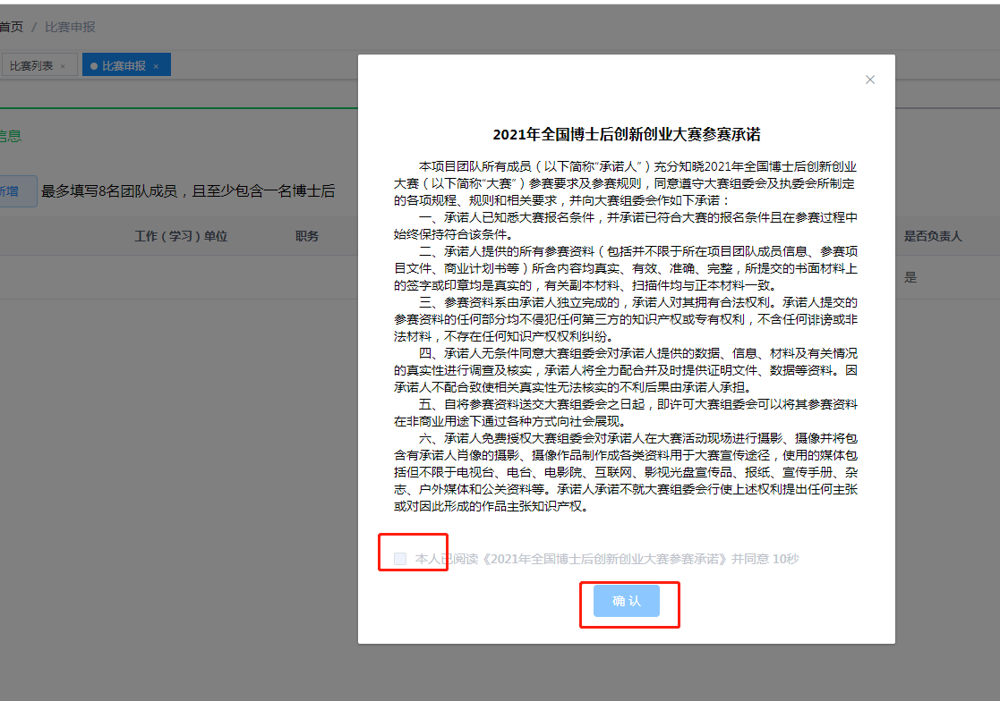 首页 / 比赛申报
比赛列表 ×
比赛申报 ×
信息
新增
最多填写8名团队成员，且至少包含一名博士后
工作（学习）单位
职务
是否负责人
是
2021年全国博士后创新创业大赛参赛承诺
本项目团队所有成员（以下简称“承诺人”）充分知晓2021年全国博士后创新创业
大赛（以下简称“大赛”）参赛要求及参赛规则，同意遵守大赛组委会及执委会所制定
的各项规程、规则和相关要求，并向大赛组委会作如下承诺：
一、承诺人已知悉大赛报名条件，并承诺已符合大赛的报名条件且在参赛过程中
始终保持符合该条件。
二、承诺人提供的所有参赛资料（包括并不限于所在项目团队成员信息、参赛项
目文件、商业计划书等）所含内容均真实、有效、准确、完整，所提交的书面材料上
的签字或印章均是真实的，有关副本材料、扫描件均与正本材料一致。
三、参赛资料系由承诺人独立完成的，承诺人对其拥有合法权利。承诺人提交的
参赛资料的任何部分均不侵犯任何第三方的知识产权或专有权利，不含任何诽谤或非
法材料，不存在任何知识产权权利纠纷。
四、承诺人无条件同意大赛组委会对承诺人提供的数据、信息、材料及有关情况
的真实性进行调查及核实，承诺人将全力配合并及时提供证明文件、数据等资料。因
承诺人不配合致使相关真实性无法核实的不利后果由承诺人承担。
五、自将参赛资料送交大赛组委会之日起，即许可大赛组委会可以将其参赛资料
在非商业用途下通过各种方式向社会展现。
六、承诺人免费授权大赛组委会对承诺人在大赛活动现场进行摄影、摄像并将包
含有承诺人肖像的摄影、摄像作品制作成各类资料用于大赛宣传途径，使用的媒体包
括但不限于电视台、电台、电影院、互联网、影视光盘宣传品、报纸、宣传手册、杂
志、户外媒体和公关资料等。承诺人承诺不就大赛组委会行使上述权利提出任何主张
或对因此形成的作品主张知识产权。
本人已阅读《2021年全国博士后创新创业大赛参赛承诺》并同意 10秒
确 认